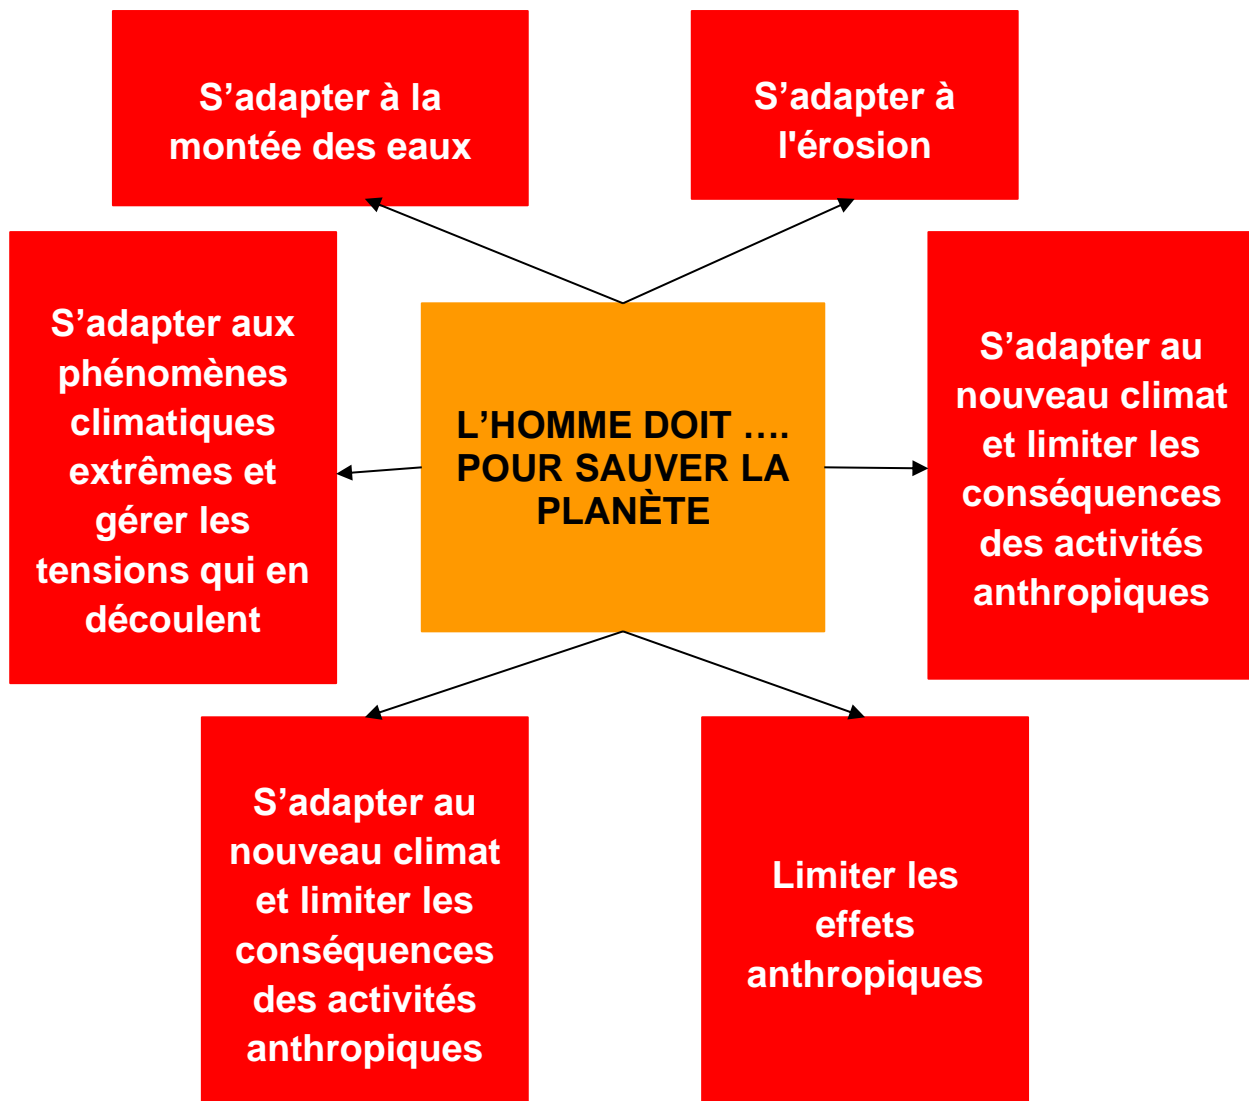 S’adapter à la
montée des eaux
S’adapter à
l'érosion
S’adapter aux
phénomènes
climatiques
extrêmes et
gérer les
tensions qui en
découlent
L’HOMME DOIT ….
POUR SAUVER LA
PLANÈTE
S’adapter au
nouveau climat
et limiter les
conséquences
des activités
anthropiques
S’adapter au
nouveau climat
et limiter les
conséquences
des activités
anthropiques
Limiter les
effets
anthropiques